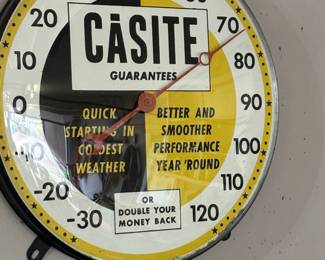 20
70
CASITE
10
GUARANTEES
80
0
QUICK
STARTING IN
COLDEST
WEATHER
BETTER AND
SMOOTHER
PERFORMANCE
YEAR 'ROUND
90
-10
100
-20
110
-30
OR
DOUBLE YOUR
MONEY BACK
120